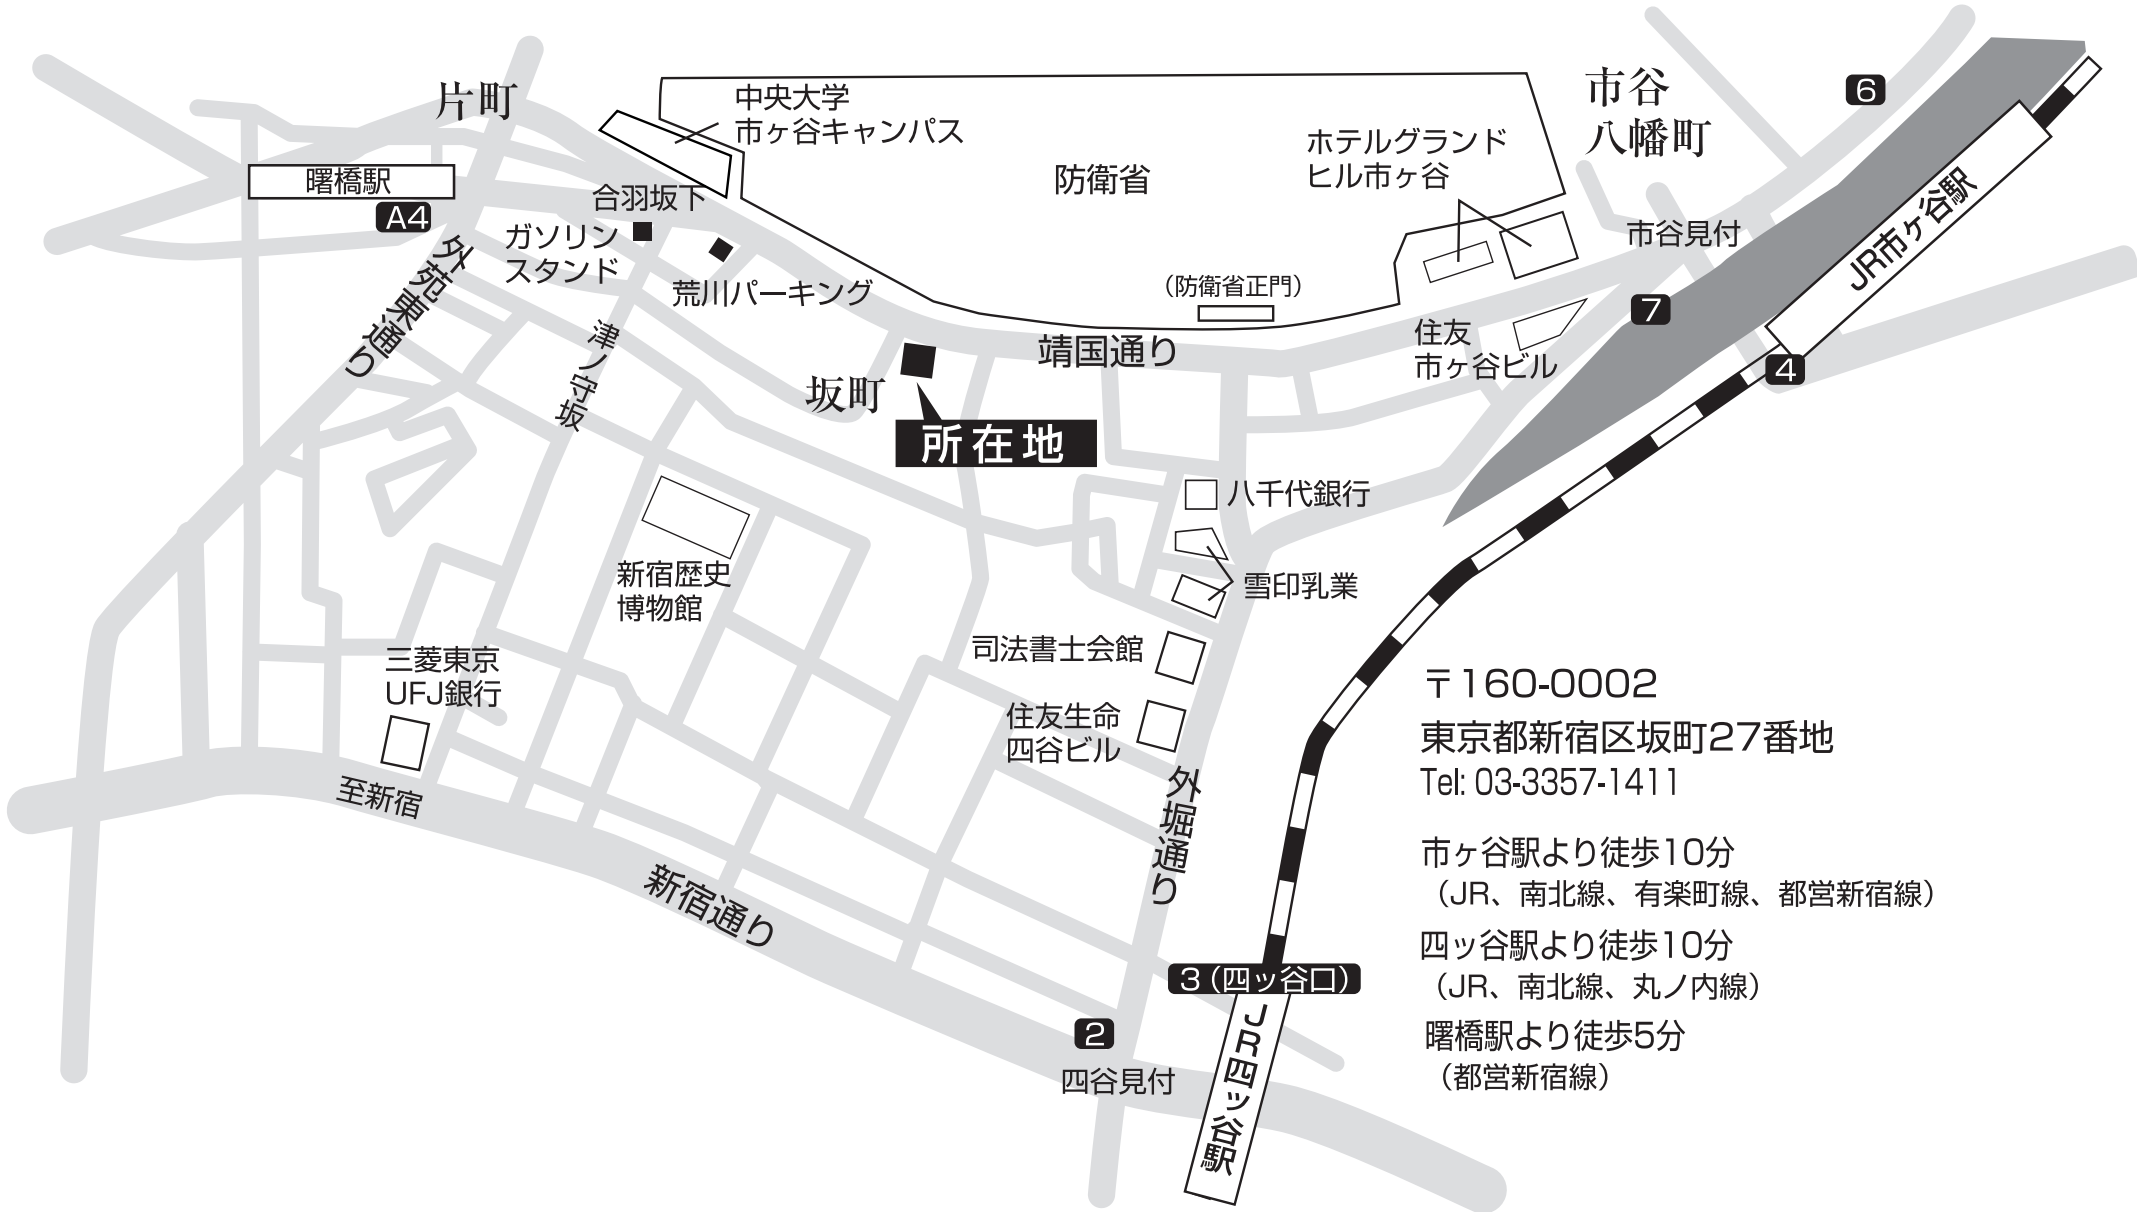 片町
中央大学
市ヶ谷キャンパス
防衛省
ホテルグランド
ヒル市ヶ谷
市谷
八幡町
6
JR市ヶ谷駅
曙橋駅
A4
合羽坂下
ガソリン
スタンド
荒川パーキング
外苑東通り
津ノ守坂
(防衛省正門)
市谷見付
7
住友
市ヶ谷ビル
4
靖国通り
坂町
所在地
八千代銀行
雪印乳業
新宿歴史
博物館
司法書士会館
三菱東京
UFJ銀行
住友生命
四谷ビル
至新宿
新宿通り
外堀通り
3(四ッ谷口)
2
四谷見付
JR四ッ谷駅
〒160-0002
東京都新宿区坂町27番地
Tel: 03-3357-1411
市ヶ谷駅より徒歩10分
(JR、南北線、有楽町線、都営新宿線)
四ッ谷駅より徒歩10分
(JR、南北線、丸ノ内線)
曙橋駅より徒歩5分
(都営新宿線)